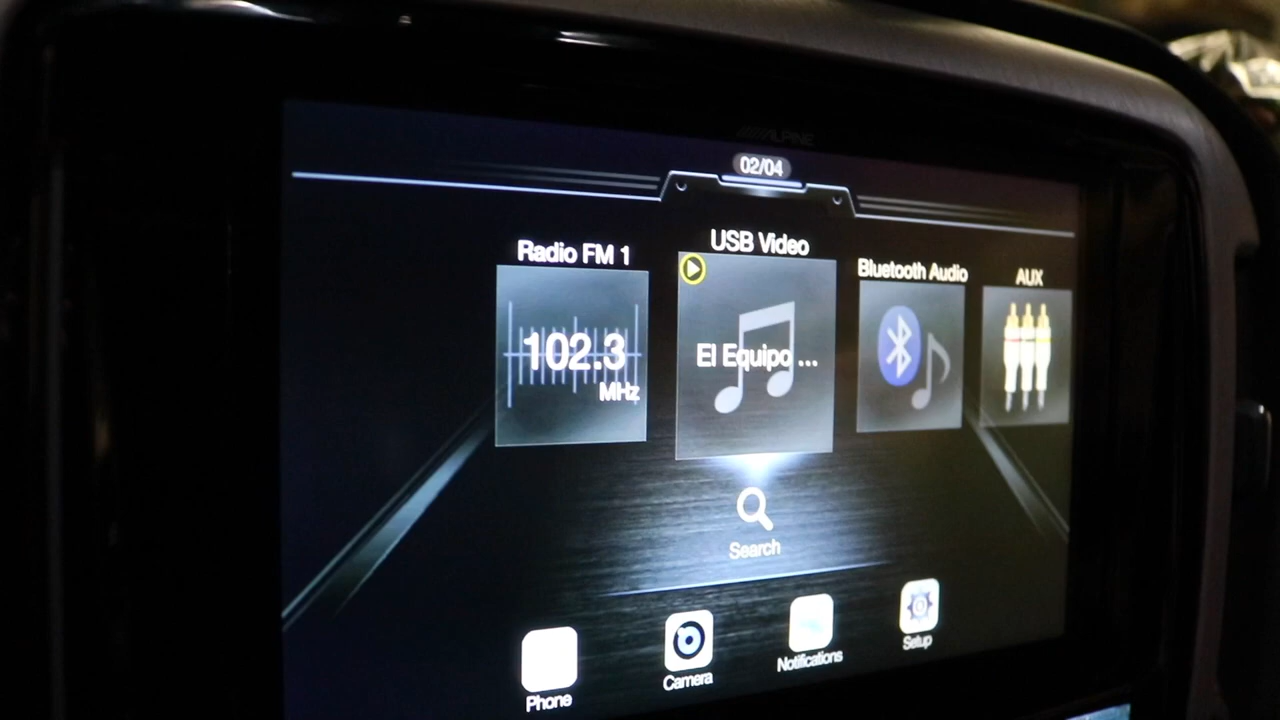 ALPINE
02/04
Radio FM 1
USB Video
Bluetooth Audio
AUX
102.3
MHz
El Equipo ...
Search
Phone
Camera
Notifications
Setup